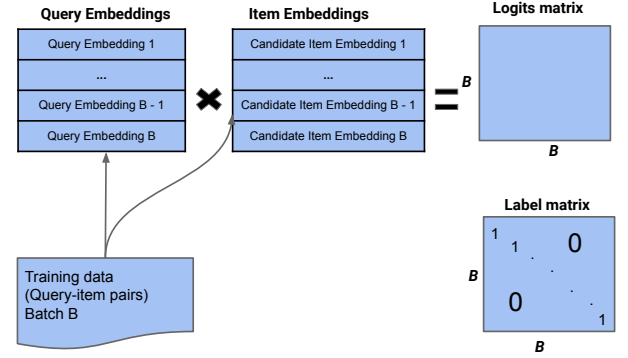 Query Embeddings
Query Embedding 1
...
Query Embedding B - 1
Query Embedding B
Item Embeddings
Candidate Item Embedding 1
...
Candidate Item Embedding B - 1
Candidate Item Embedding B
Logits matrix
B
B
Training data
(Query-item pairs)
Batch B
Label matrix
1
1
0
B
0
1
B